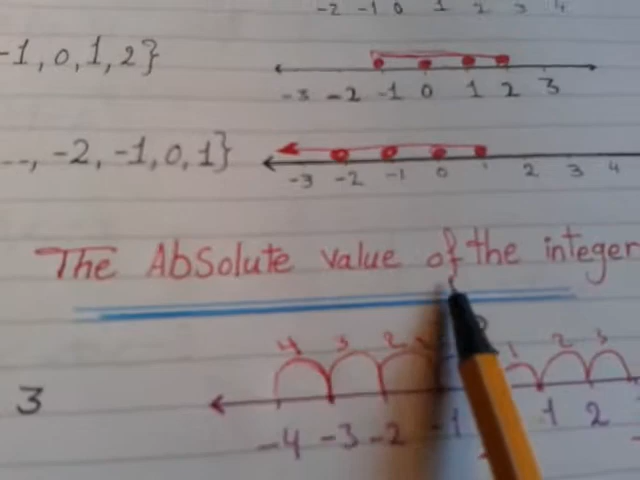 -2 -1 0 1 2 3 4
-1, 0, 1, 2}
-3 -2 -1 0 1 2 3
..., -2, -1, 0, 1}
-3 -2 -1 0 2 3 4
The Absolute value of the integer
4 3 2 1 2 3
3
-4 -3 -2 -1 1 2